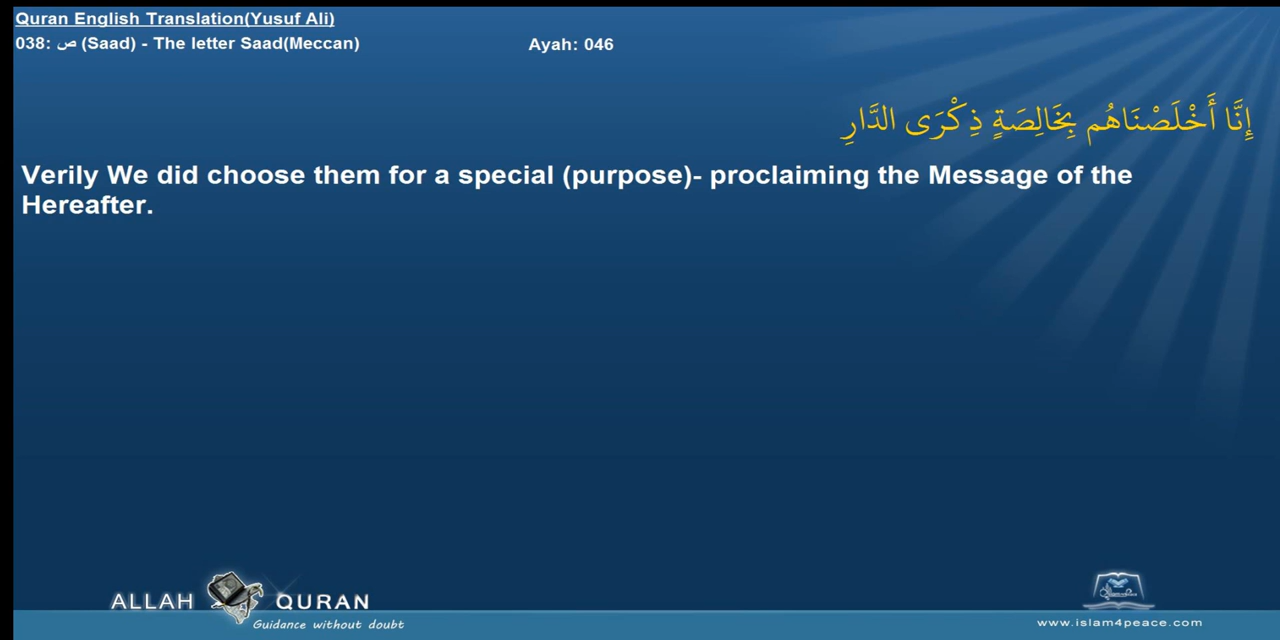 Quran English Translation(Yusuf Ali)
038: ص (Saad) - The letter Saad(Meccan) Ayah: 046
إِنَّا أَخْلَصْنَاهُم بِخَالِصَةٍ ذِكْرَى الدَّارِ
Verily We did choose them for a special (purpose)- proclaiming the Message of the
Hereafter.
ALLAH QURAN
Guidance without doubt
www.islam4peace.com